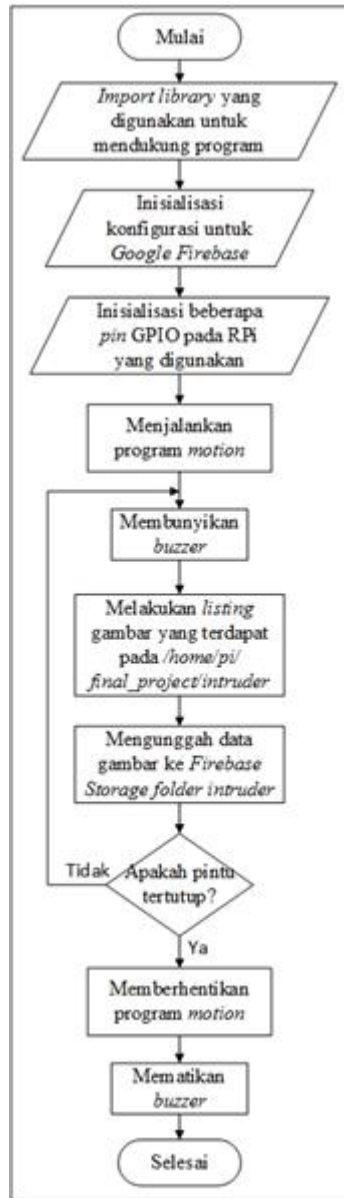 Mulai
Import library yang
digunakan untuk
mendukung program
Inisialisasi
konfigurasi untuk
Google Firebase
Inisialisasi beberapa
pin GPIO pada RPi
yang digunakan
Menjalankan
program motion
Membunyikan
buzzer
Melakukan listing
gambar yang terdapat
pada /home/pi/
final_project/intruder
Mengunggah data
gambar ke Firebase
Storage folder intruder
Tidak
Apakah pintu
tertutup?
Ya
Memberhentikan
program motion
Mematikan
buzzer
Selesai